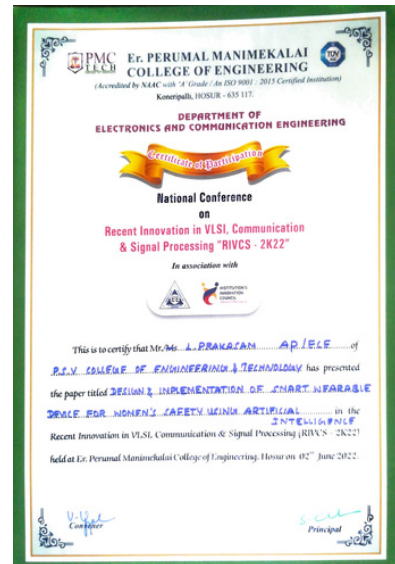 PMC TECH
Er. PERUMAL MANIMEKALAI
COLLEGE OF ENGINEERING
(Accredited by NAAC with 'A' Grade / An ISO 9001 : 2015 Certified Institution)
Koneripalli, HOSUR - 635 117.
DEPARTMENT OF
ELECTRONICS AND COMMUNICATION ENGINEERING
Certificate of Participation
National Conference
on
Recent Innovation in VLSI, Communication
& Signal Processing "RIVCS - 2K22"
In association with
INSTITUTION'S
INNOVATION
COUNCIL
This is to certify that Mr./Ms. L. PRAKASAM AP/ECE of
P.S.V COLLEGE OF ENGINEERING & TECHNOLOGY has presented
the paper titled DESIGN & INPLEMENTATION OF SMART WEARABLE
DEVICE FOR WOMEN'S SAFETY USING ARTIFICIAL in the
INTELLIGENCE
Recent Innovation in VLSI, Communication & Signal Processing (RIVCS - 2K22)
held at Er. Perumal Manimekalai College of Engineering, Hosur on 02nd June 2022.
Convener
Principal